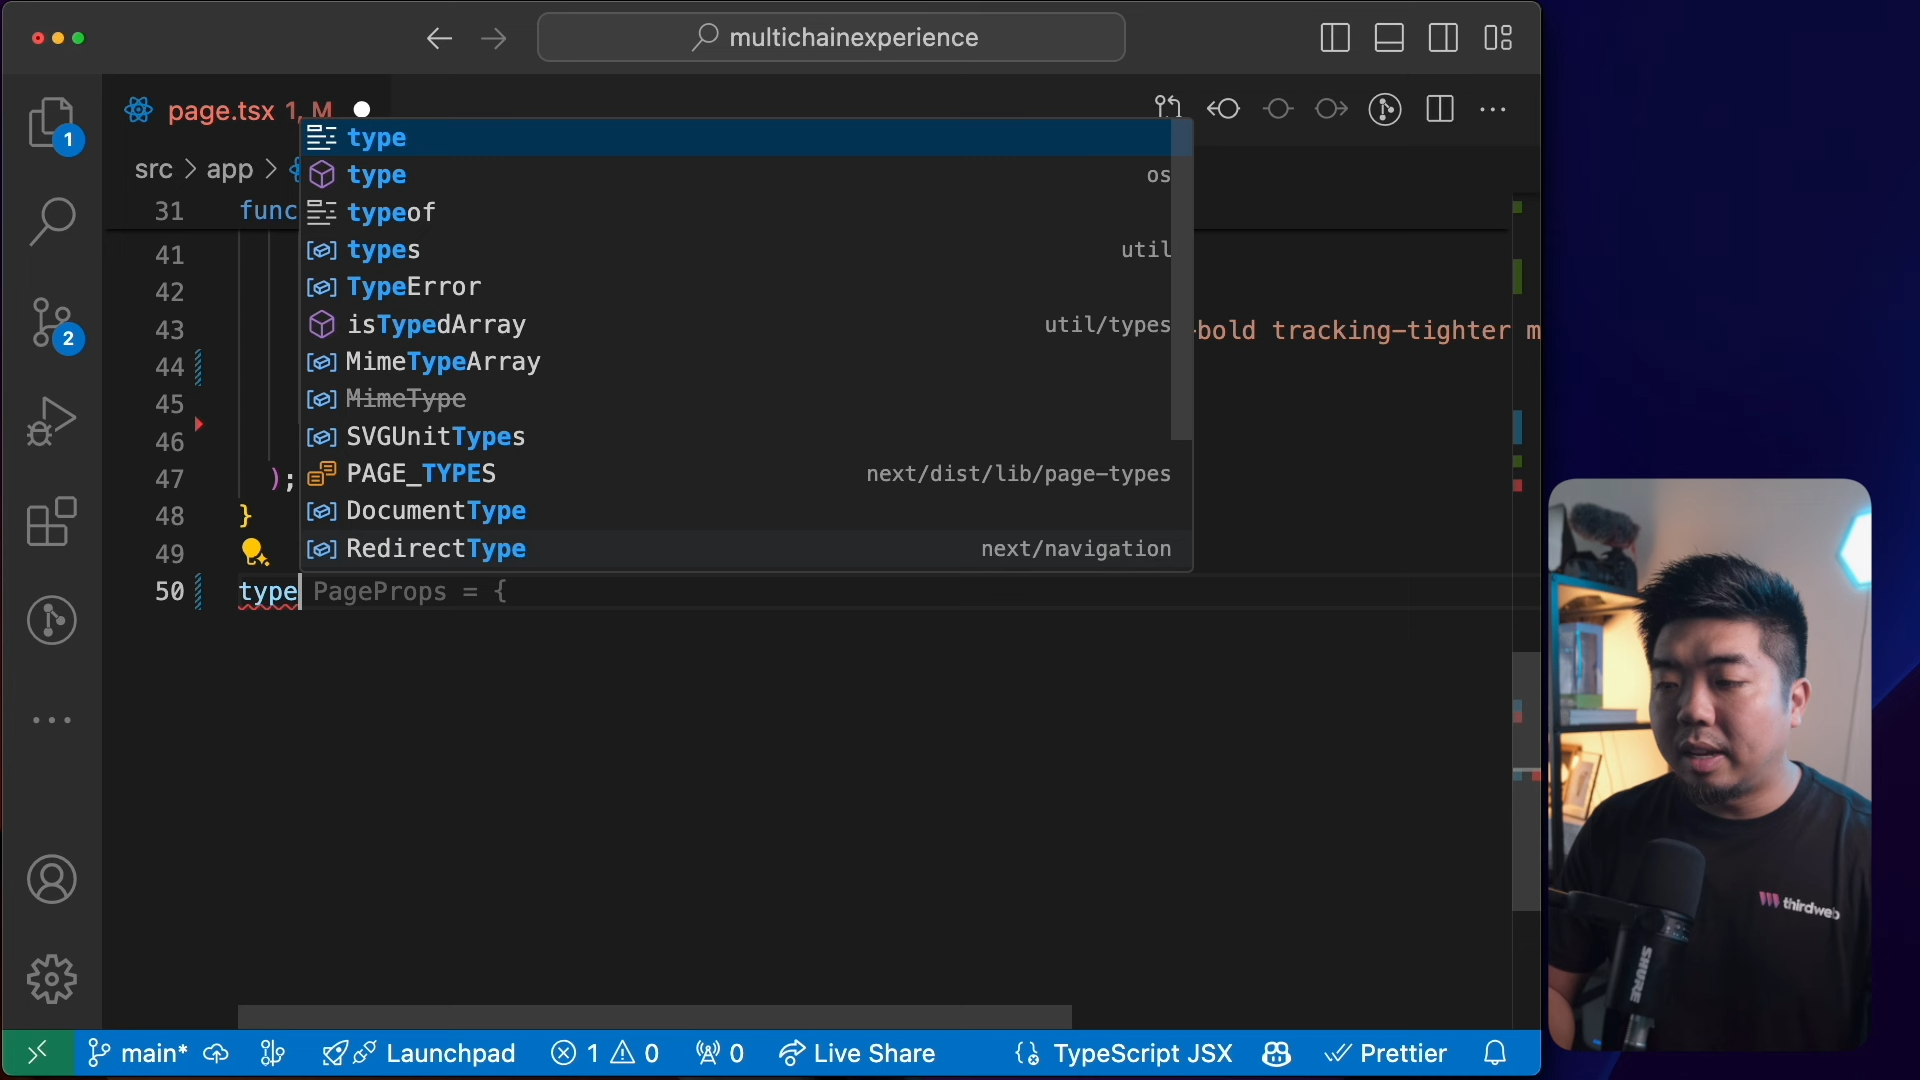 multichainexperience
page.tsx 1, M
1
src > app >
31 func
type
type os
typeof
types util
TypeError
isTypedArray util/types
MimeTypeArray
MimeType
SVGUnitTypes
PAGE_TYPES next/dist/lib/page-types
DocumentType
RedirectType next/navigation
41
42
43 -bold tracking-tighter m
44
45
46
47 );
48 }
49
50 type PageProps = {
2
thirdweb
SHURE
main* Launchpad 1 0 0 Live Share TypeScript JSX Prettier